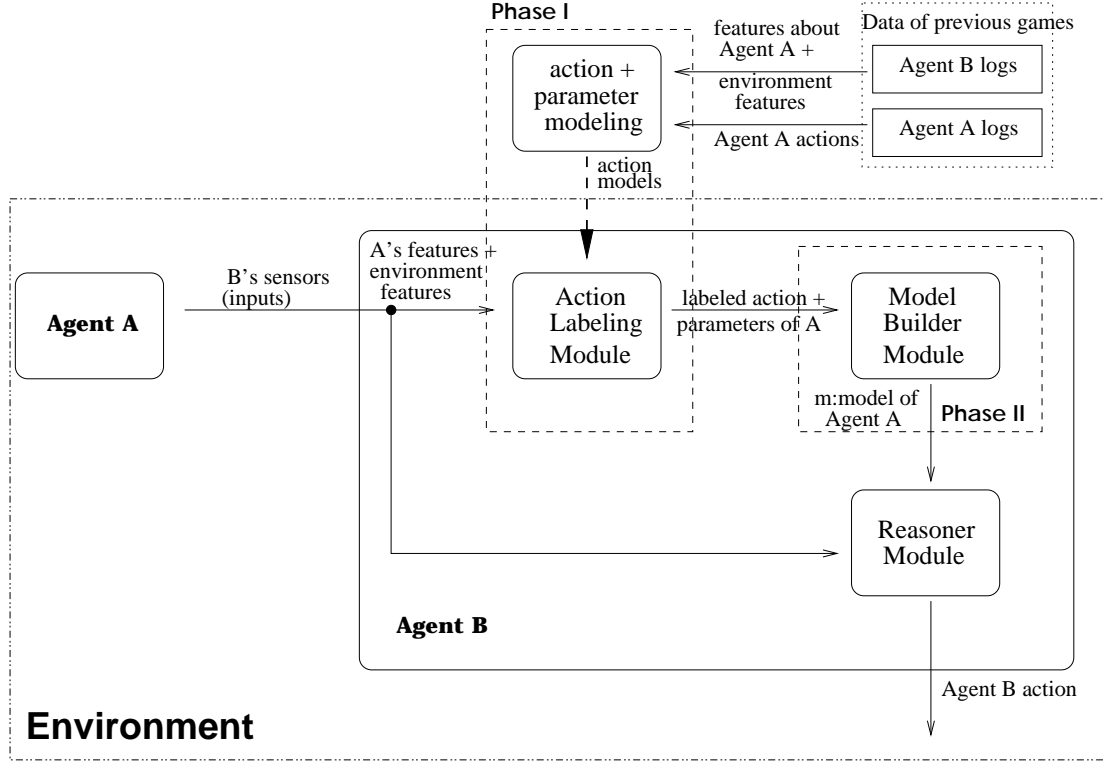 Phase I
Data of previous games
features about
Agent A +
environment
features
Agent B logs
Agent A logs
Agent A actions
action +
parameter
modeling
action
models
B's sensors
(inputs)
A's features +
environment
features
Agent A
Action
Labeling
Module
labeled action +
parameters of A
Model
Builder
Module
m:model of
Agent A
Phase II
Reasoner
Module
Agent B
Agent B action
Environment